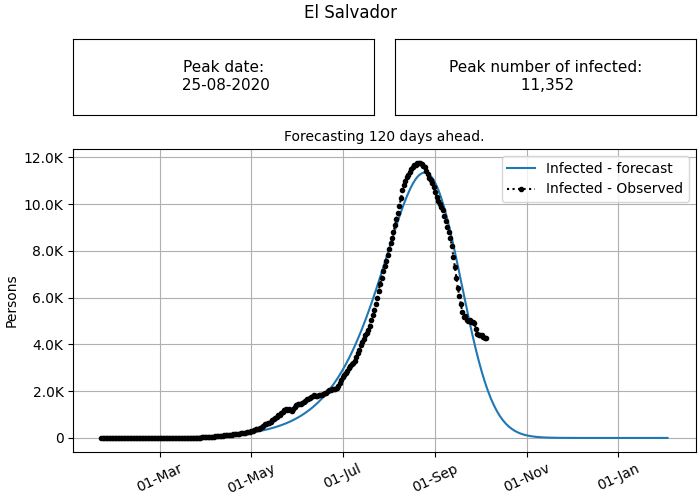 El Salvador
Peak date:
25-08-2020
Peak number of infected:
11,352
Forecasting 120 days ahead.
12.0K
10.0K
8.0K
6.0K
4.0K
2.0K
0
Persons
Infected - forecast
Infected - Observed
01-Mar
01-May
01-Jul
01-Sep
01-Nov
01-Jan